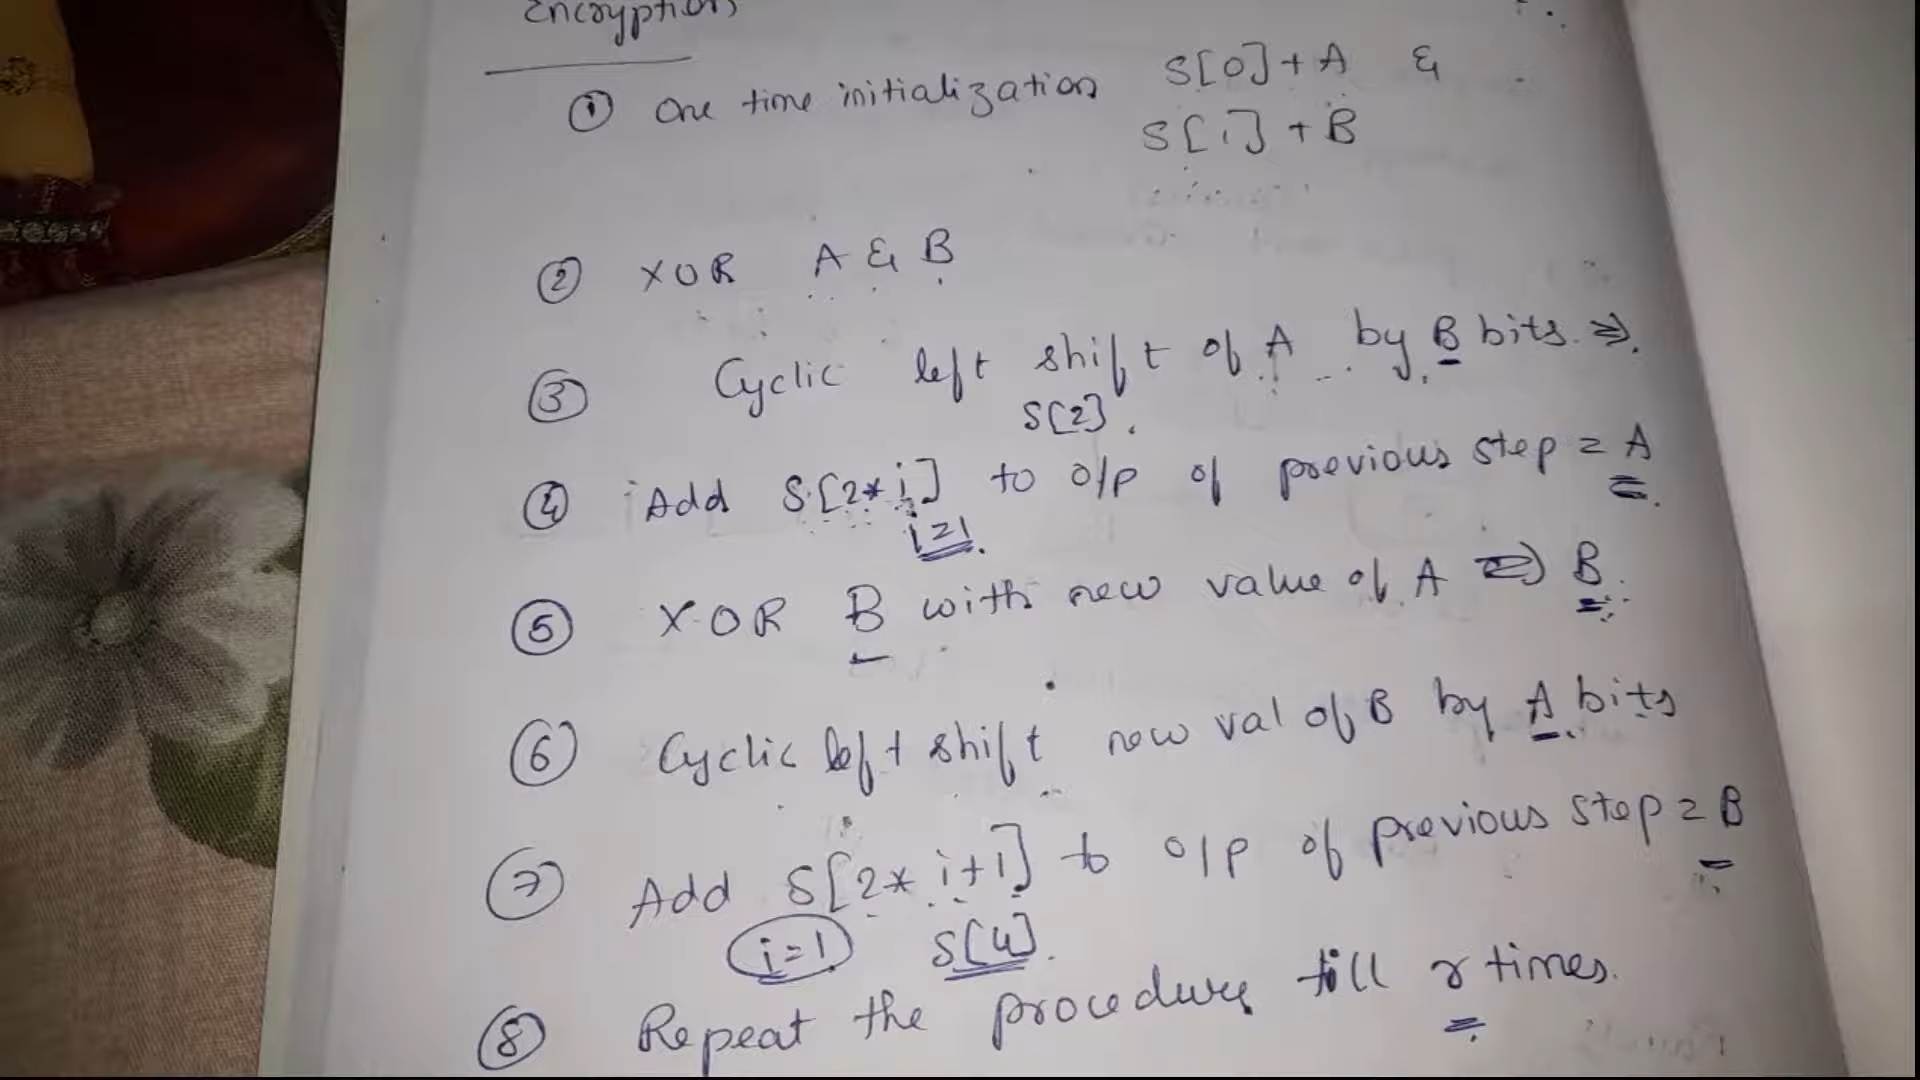 Encryption
① One time initialization S[0]+A &
S[1]+B
② XOR A & B
③ Cyclic left shift of A by B bits. ⇒
S[2].
④ Add S[2*i] to o/p of previous step = A
i=1
⑤ XOR B with new value of A ⇒ B
⑥ Cyclic left shift new val of B by A bits
⑦ Add S[2*i+1] to o/p of previous step = B
i=1 S[4].
⑧ Repeat the procedure till r times.